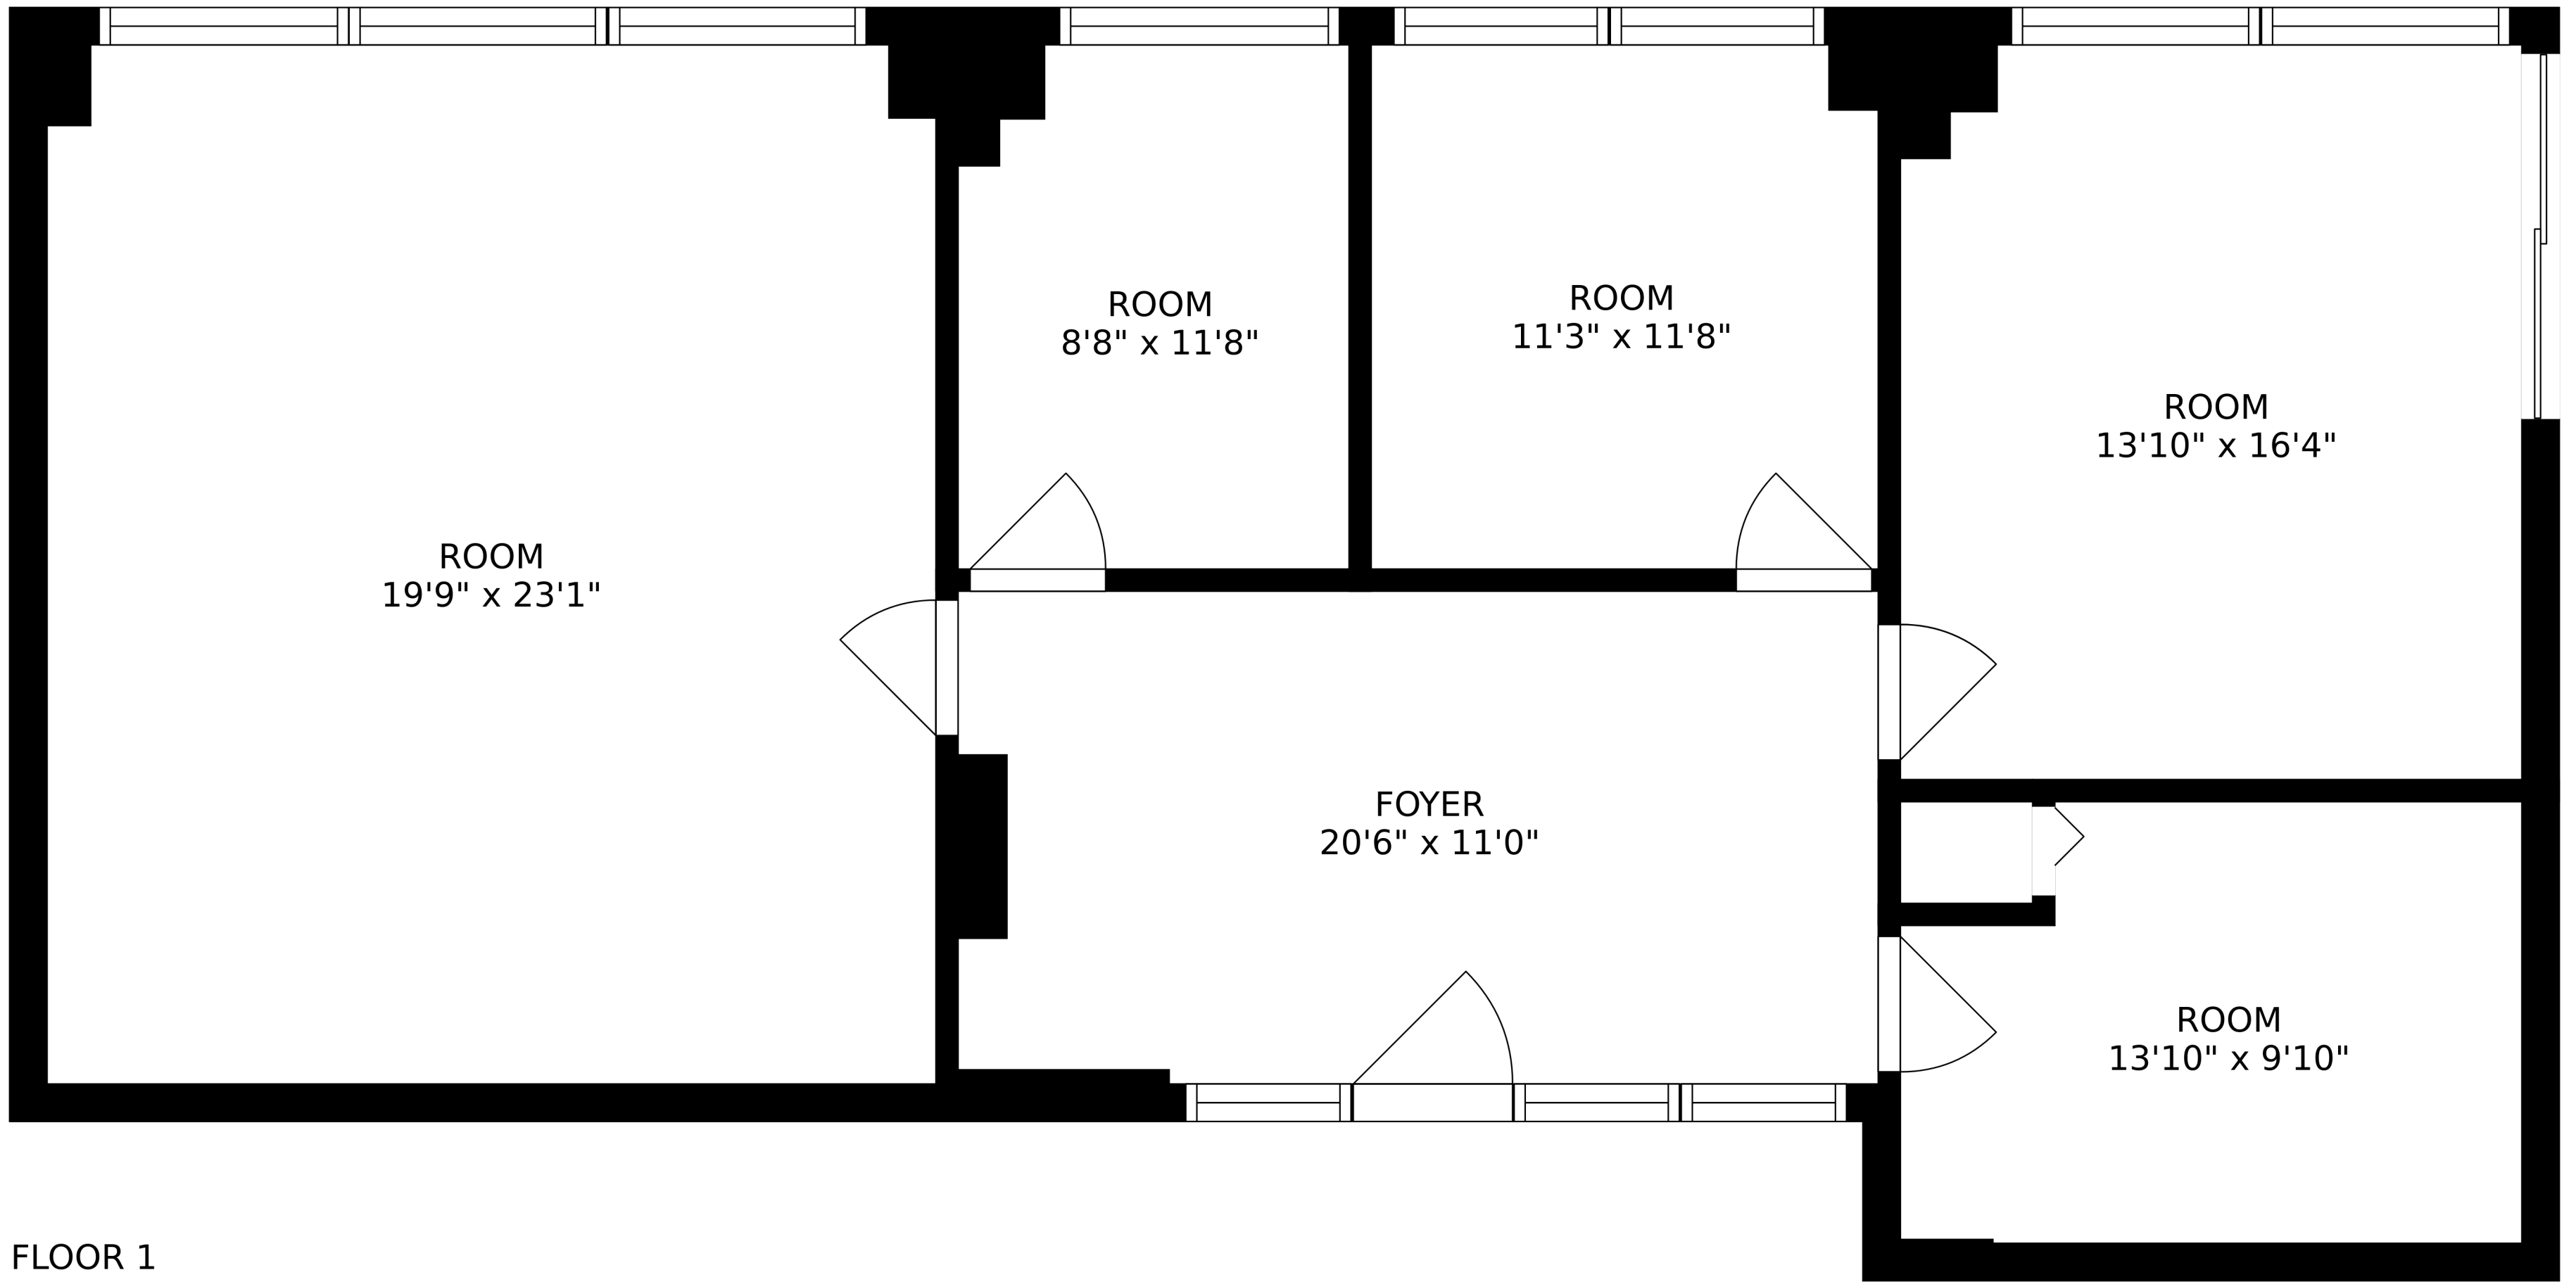 ROOM
8'8" x 11'8"
ROOM
11'3" x 11'8"
ROOM
13'10" x 16'4"
ROOM
19'9" x 23'1"
FOYER
20'6" x 11'0"
ROOM
13'10" x 9'10"
FLOOR 1